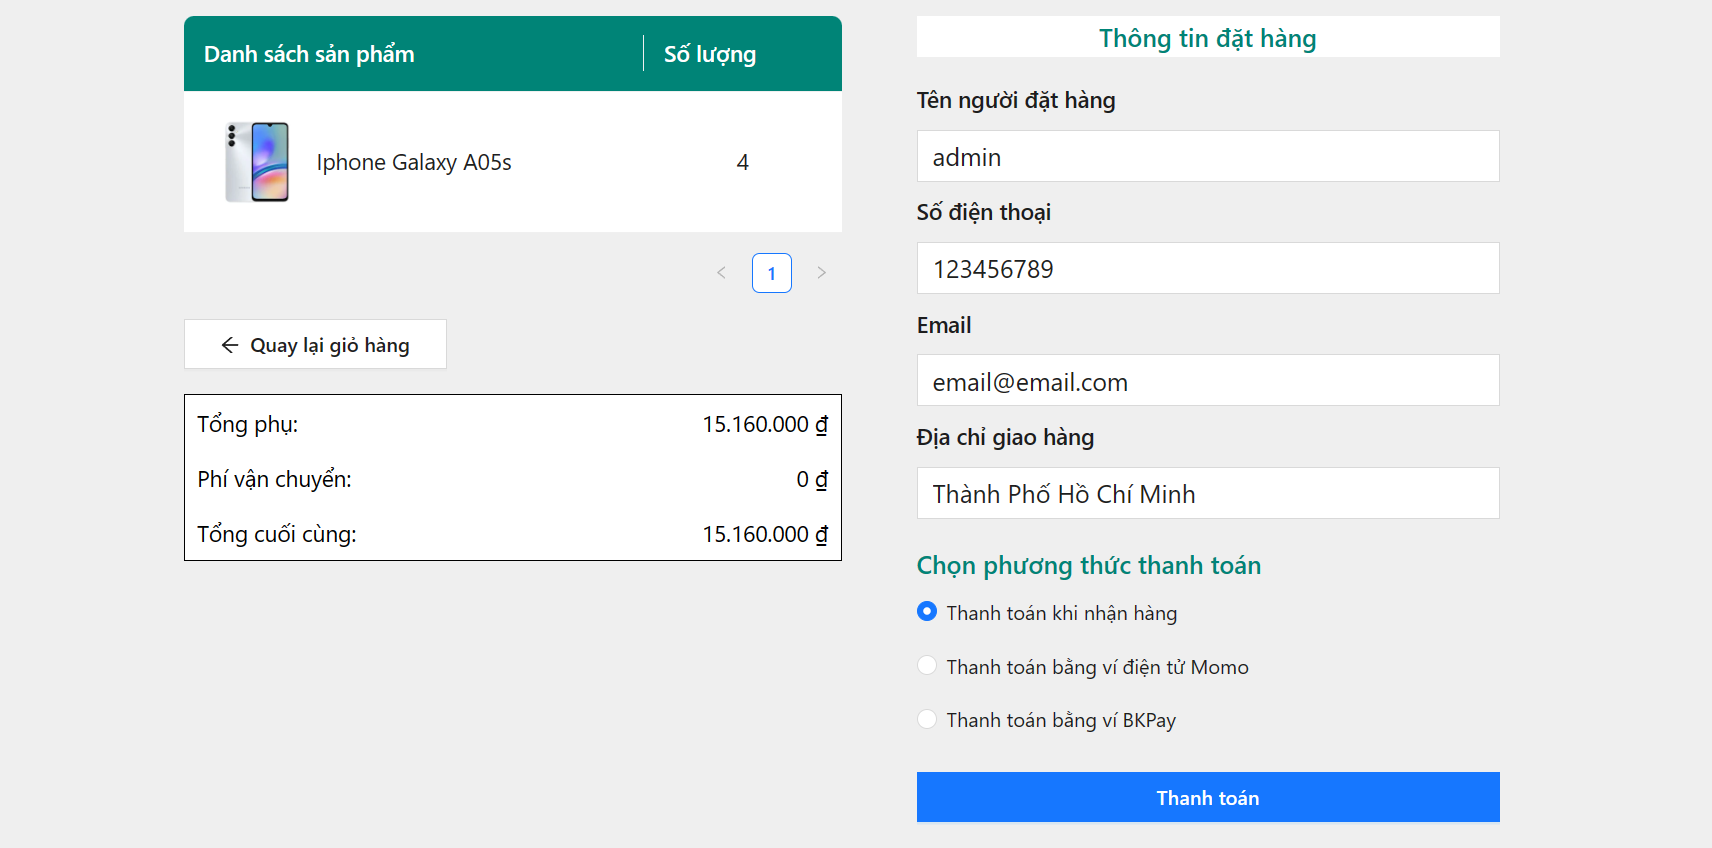 Danh sách sản phẩm
Số lượng
Iphone Galaxy A05s
4
1
Quay lại giỏ hàng
Tổng phụ:
15.160.000 ₫
Phí vận chuyển:
0 ₫
Tổng cuối cùng:
15.160.000 ₫
Thông tin đặt hàng
Tên người đặt hàng
admin
Số điện thoại
123456789
Email
email@email.com
Địa chỉ giao hàng
Thành Phố Hồ Chí Minh
Chọn phương thức thanh toán
Thanh toán khi nhận hàng
Thanh toán bằng ví điện tử Momo
Thanh toán bằng ví BKPay
Thanh toán